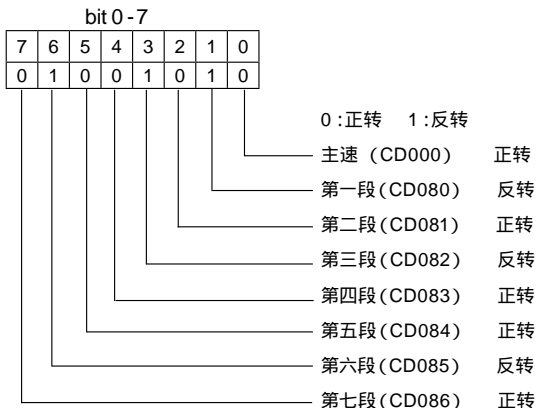 bit 0 - 7
7 6 5 4 3 2 1 0
0 1 0 0 1 0 1 0
0 :正转 1 :反转
主速 (CD000) 正转
第一段(CD080) 反转
第二段(CD081) 正转
第三段(CD082) 反转
第四段(CD083) 正转
第五段(CD084) 正转
第六段(CD085) 反转
第七段(CD086) 正转